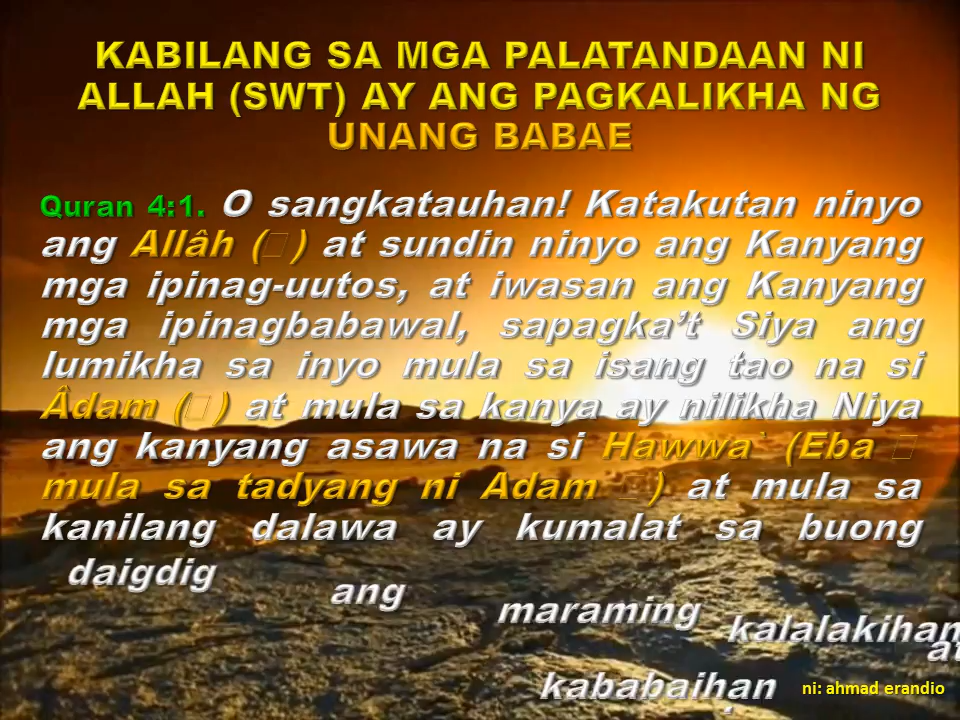 KABILANG SA MGA PALATANDAAN NI
ALLAH (SWT) AY ANG PAGKALIKHA NG
UNANG BABAE
Quran 4:1. O sangkatauhan! Katakutan ninyo
ang Allâh (□) at sundin ninyo ang Kanyang
mga ipinag-uutos, at iwasan ang Kanyang
mga ipinagbabawal, sapagka’t Siya ang
lumikha sa inyo mula sa isang tao na si
Âdam (□) at mula sa kanya ay nilikha Niya
ang kanyang asawa na si Hawwa` (Eba □
mula sa tadyang ni Adam □) at mula sa
kanilang dalawa ay kumalat sa buong
daigdig
ang
maraming
kalalakihan
at
kababaihan
ni: ahmad erandio